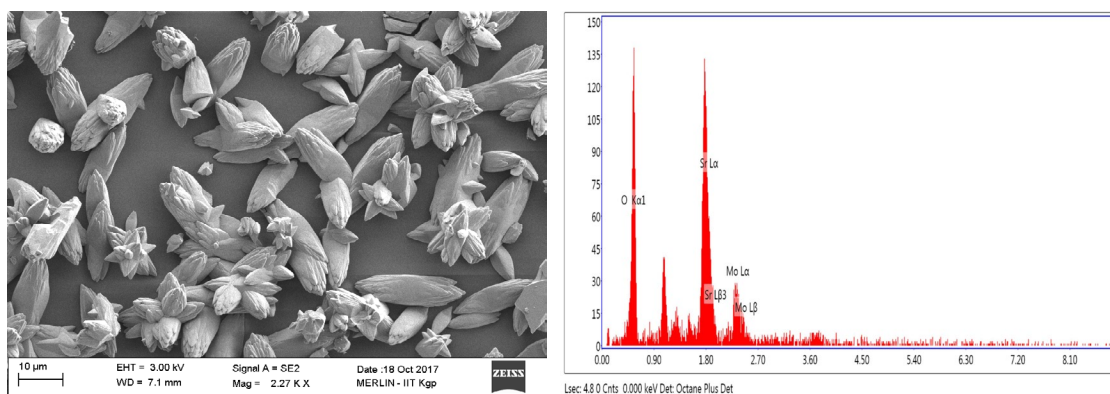 10 µm
EHT = 3.00 kV
Signal A = SE2
Date :18 Oct 2017
WD = 7.1 mm
Mag = 2.27 K X
MERLIN - IIT Kgp
ZEISS
150
135
120
105
90
75
60
45
30
15
0
O Kα1
Sr Lα
Sr Lβ3
Mo Lα
Mo Lβ
0.00 0.90 1.80 2.70 3.60 4.50 5.40 6.30 7.20 8.10
Lsec: 4.8 0 Cnts 0.000 keV Det: Octane Plus Det